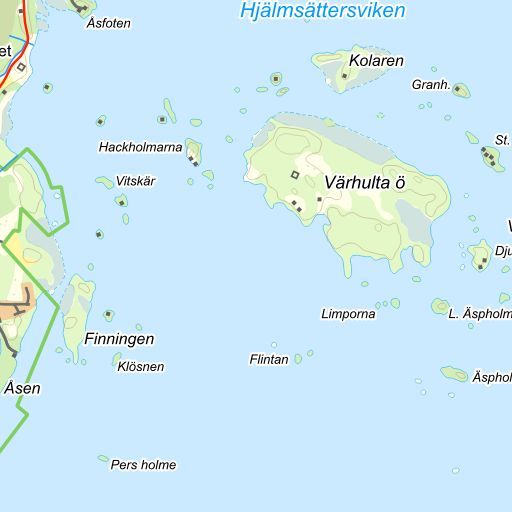 Hjälmsättersviken
Åsfoten
et
Kolaren
Granh.
St.
Hackholmarna
Vitskär
Värhulta ö
V
Dju
Limporna
L. Äspholm
Finningen
Klösnen
Flintan
Äsphol
Åsen
Pers holme